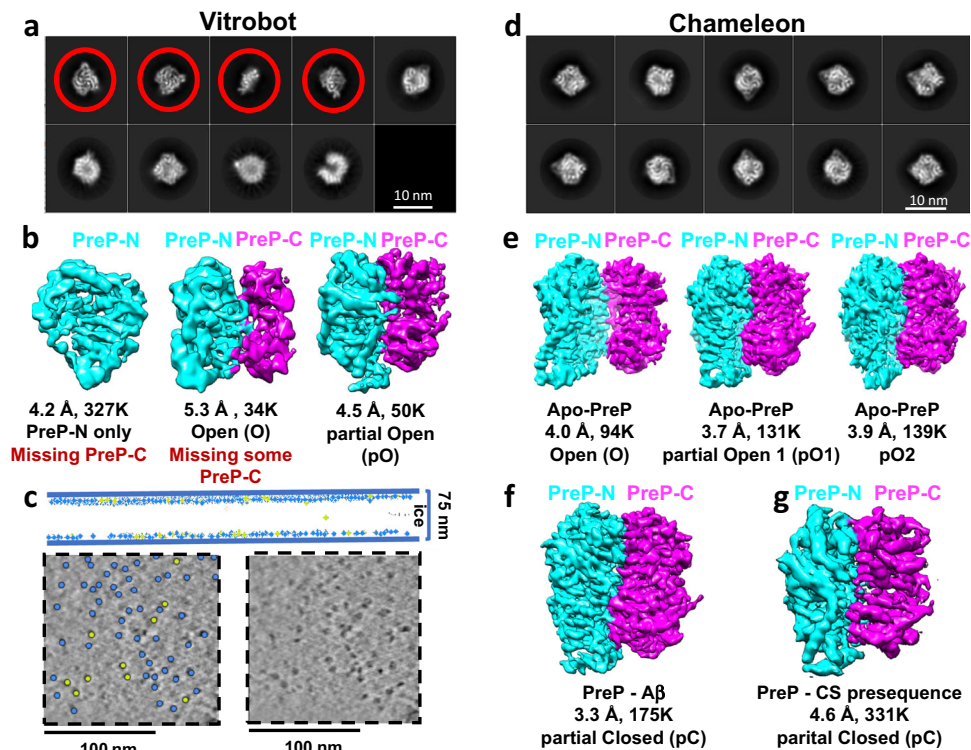 a
Vitrobot
10 nm
b
PreP-N
PreP-N PreP-C
PreP-N PreP-C
4.2 Å, 327K
PreP-N only
Missing PreP-C
5.3 Å , 34K
Open (O)
Missing some
PreP-C
4.5 Å, 50K
partial Open
(pO)
c
ice
75 nm
100 nm
100 nm
d
Chameleon
10 nm
e
PreP-N PreP-C
PreP-N PreP-C
PreP-N PreP-C
Apo-PreP
4.0 Å, 94K
Open (O)
Apo-PreP
3.7 Å, 131K
partial Open 1 (pO1)
Apo-PreP
3.9 Å, 139K
pO2
f
PreP-N PreP-C
PreP - Aβ
3.3 Å, 175K
partial Closed (pC)
g
PreP-N PreP-C
PreP - CS presequence
4.6 Å, 331K
parital Closed (pC)